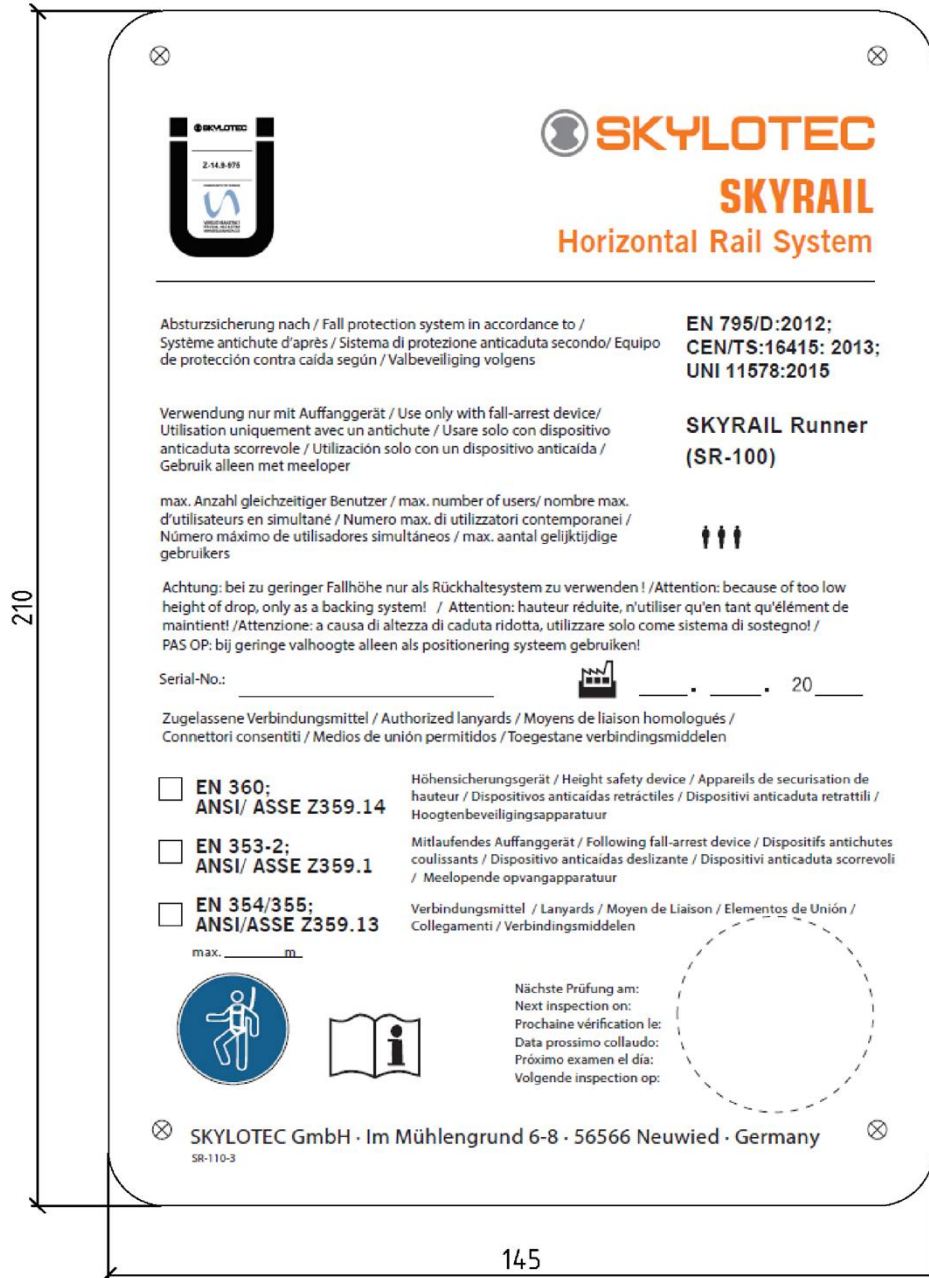 SKYLOTEC
Z-14.9-975
SKYLOTEC
SKYRAIL
Horizontal Rail System
Absturzsicherung nach / Fall protection system in accordance to /
Système antichute d'après / Sistema di protezione anticaduta secondo/ Equipo
de protección contra caída según / Valbeveiliging volgens
EN 795/D:2012;
CEN/TS:16415: 2013;
UNI 11578:2015
Verwendung nur mit Auffanggerät / Use only with fall-arrest device/
Utilisation uniquement avec un antichute / Usare solo con dispositivo
anticaduta scorrevole / Utilización solo con un dispositivo anticaída /
Gebruik alleen met meeloper
SKYRAIL Runner
(SR-100)
max. Anzahl gleichzeitiger Benutzer / max. number of users/ nombre max.
d'utilisateurs en simultané / Numero max. di utilizzatori contemporanei /
Número máximo de utilisadores simultáneos / max. aantal gelijktijdige
gebruikers
Achtung: bei zu geringer Fallhöhe nur als Rückhaltesystem zu verwenden ! /Attention: because of too low
height of drop, only as a backing system! / Attention: hauteur réduite, n'utiliser qu'en tant qu'élément de
maintient! /Attenzione: a causa di altezza di caduta ridotta, utilizzare solo come sistema di sostegno! /
PAS OP: bij geringe valhoogte alleen als positionering systeem gebruiken!
Serial-No.: ____ ____ . ____ . 20____
Zugelassene Verbindungsmittel / Authorized lanyards / Moyens de liaison homologués /
Connettori consentiti / Medios de unión permitidos / Toegestane verbindingsmiddelen
EN 360;
ANSI/ ASSE Z359.14
Höhensicherungsgerät / Height safety device / Appareils de securisation de
hauteur / Dispositivos anticaídas retráctiles / Dispositivi anticaduta retrattili /
Hoogtenbeveiligingsapparatuur
EN 353-2;
ANSI/ ASSE Z359.1
Mitlaufendes Auffanggerät / Following fall-arrest device / Dispositifs antichutes
coulissants / Dispositivo anticaídas deslizante / Dispositivi anticaduta scorrevoli
/ Meelopende opvangapparatuur
EN 354/355;
ANSI/ASSE Z359.13
Verbindungsmittel / Lanyards / Moyen de Liaison / Elementos de Unión /
Collegamenti / Verbindingsmiddelen
max. ____ m
Nächste Prüfung am:
Next inspection on:
Prochaine vérification le:
Data prossimo collaudo:
Próximo examen el día:
Volgende inspection op:
SKYLOTEC GmbH · Im Mühlengrund 6-8 · 56566 Neuwied · Germany
SR-110-3
210
145